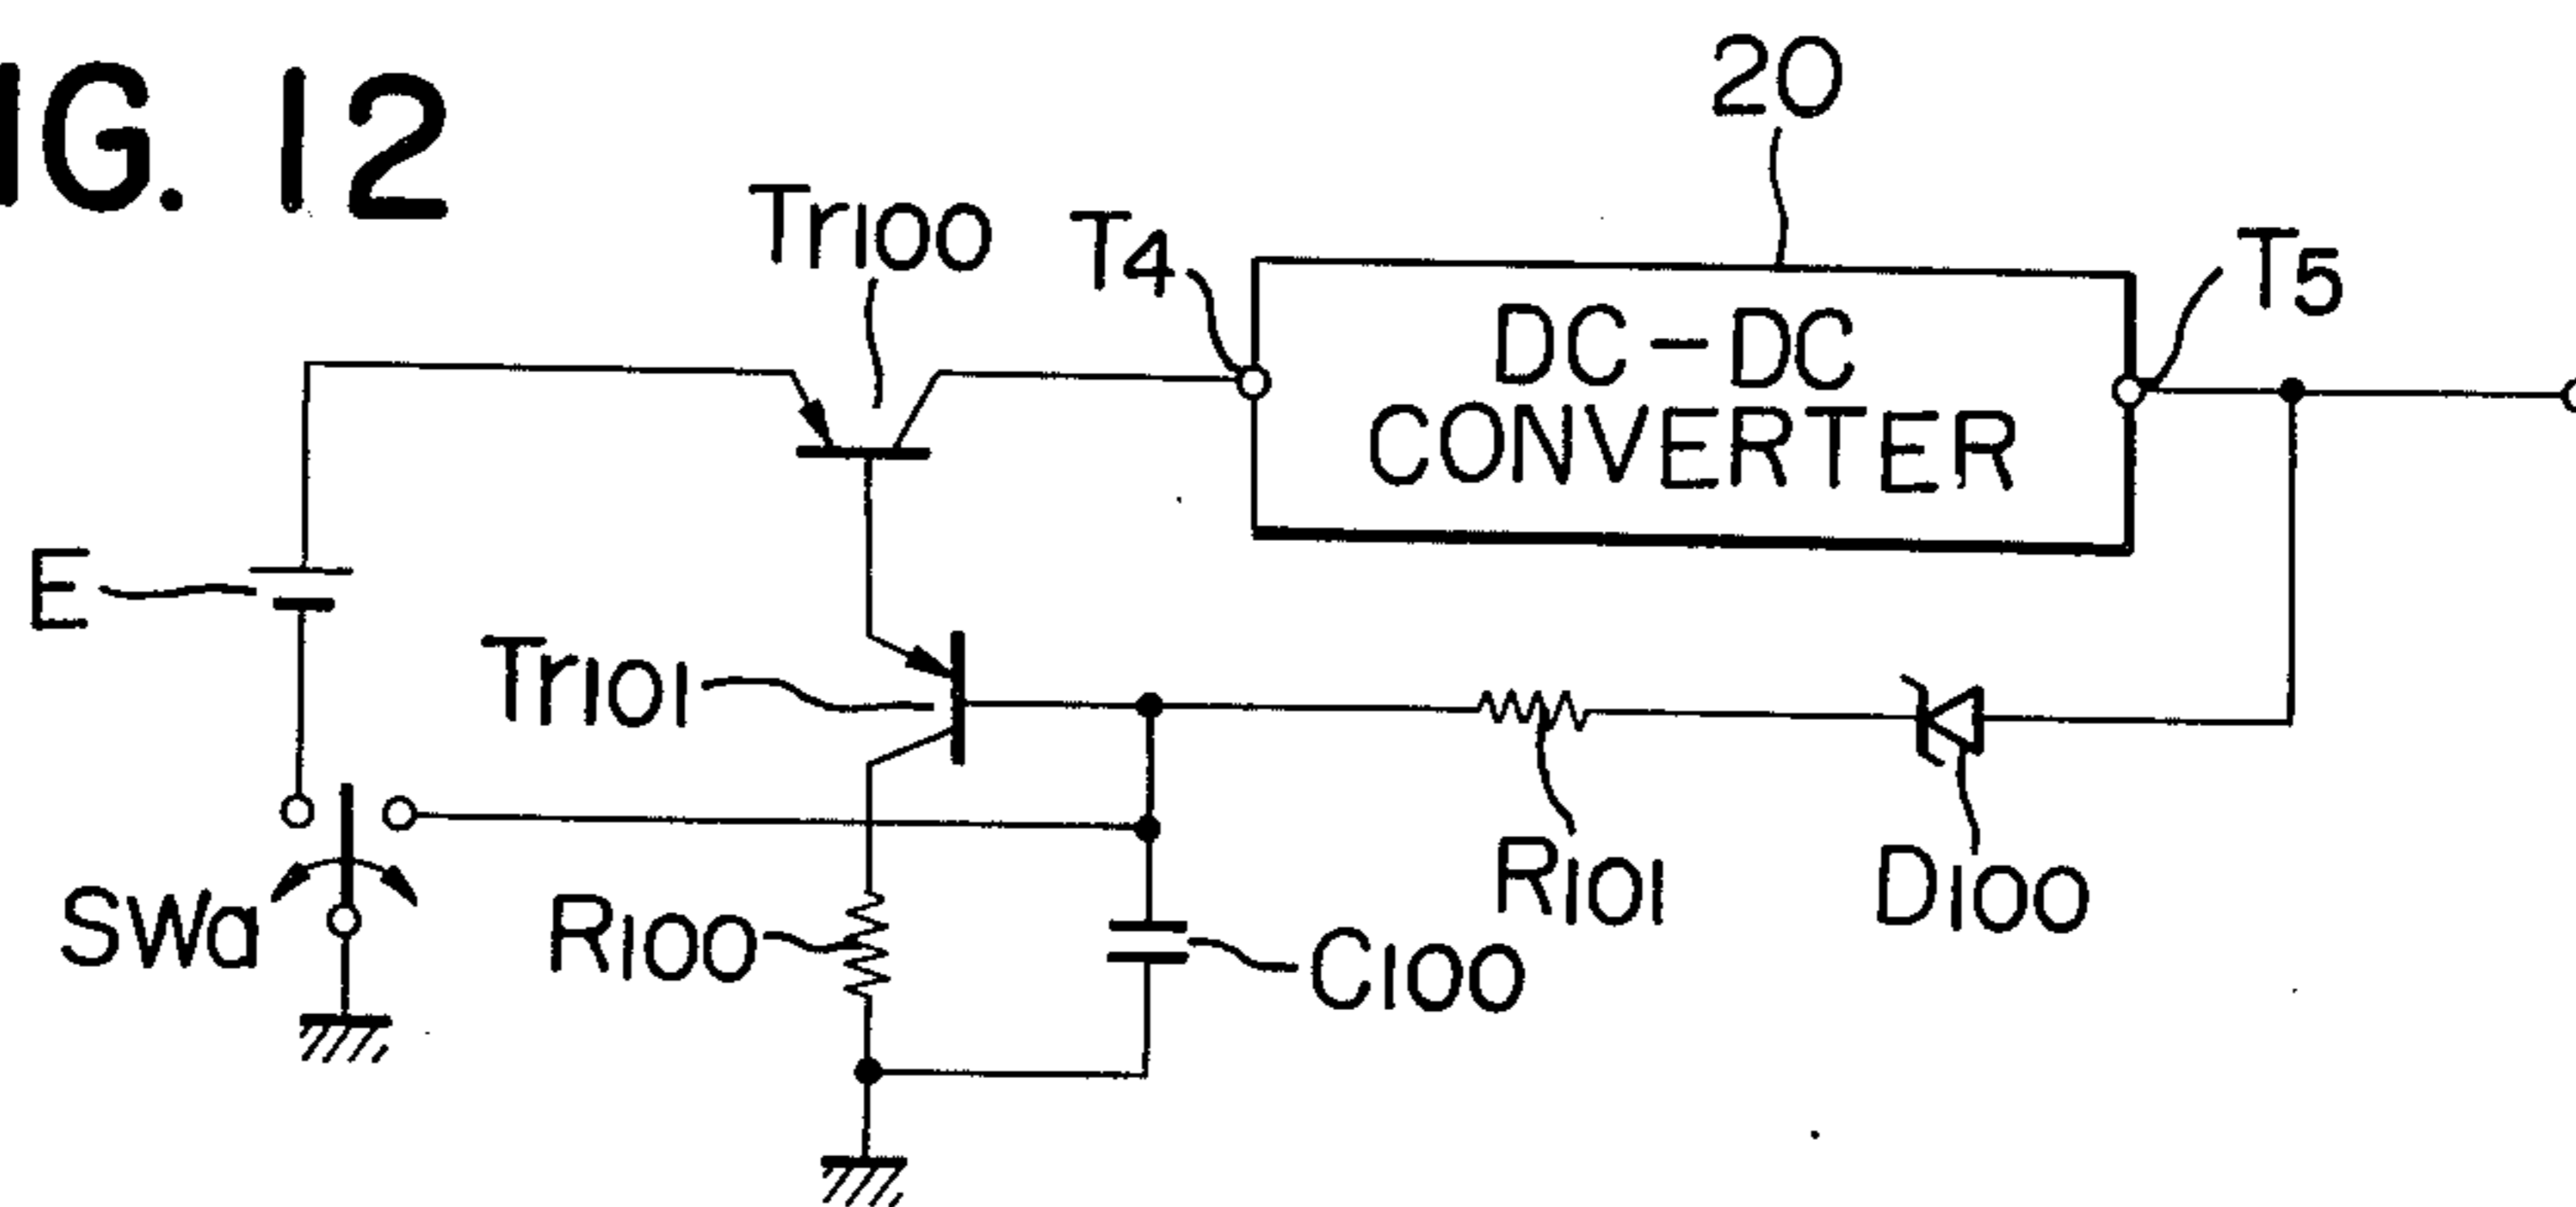 IG. 12
20
Tr100
T4
T5
DC-DC
CONVERTER
E
Tr101
SWa
R100
C100
R101
D100